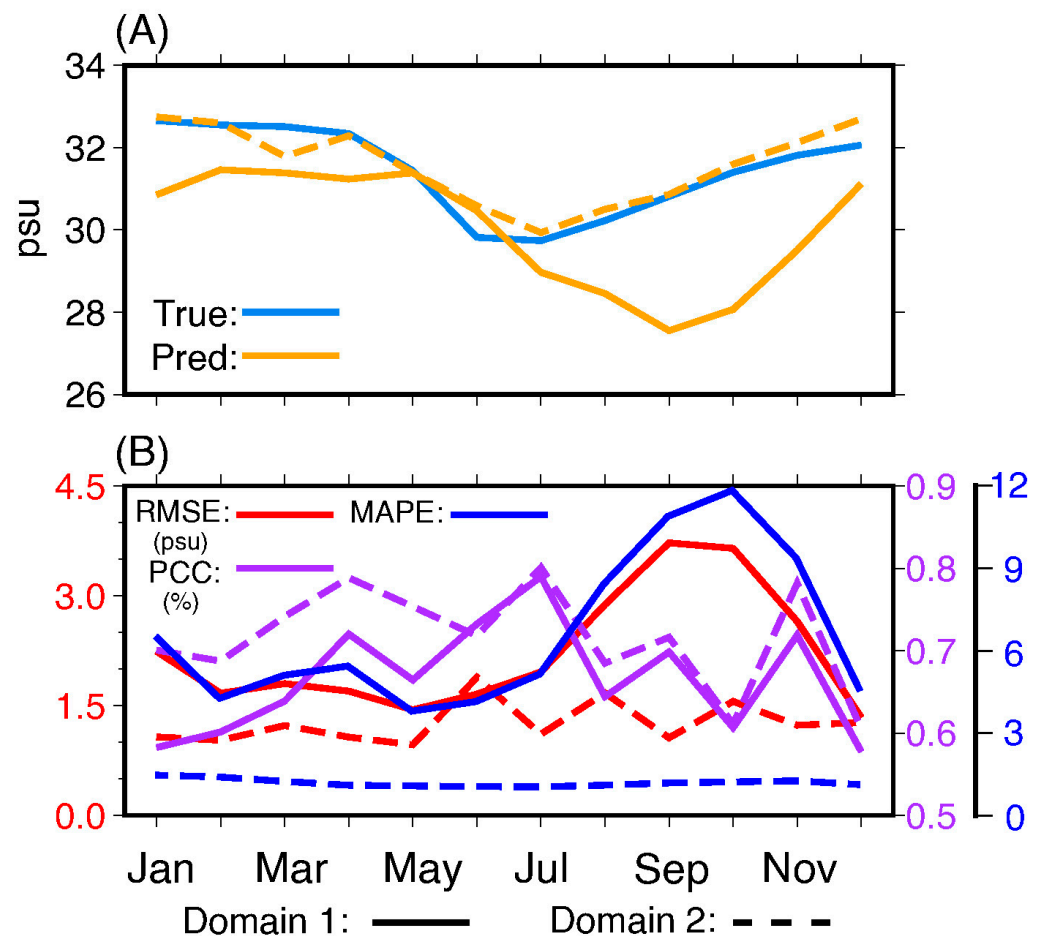 (A)
34
32
30
28
26
psu
True:
Pred:
(B)
4.5
3.0
1.5
0.0
RMSE:
(psu)
PCC:
(%)
MAPE:
0.9
0.8
0.7
0.6
0.5
12
9
6
3
0
Jan Mar May Jul Sep Nov
Domain 1: Domain 2: